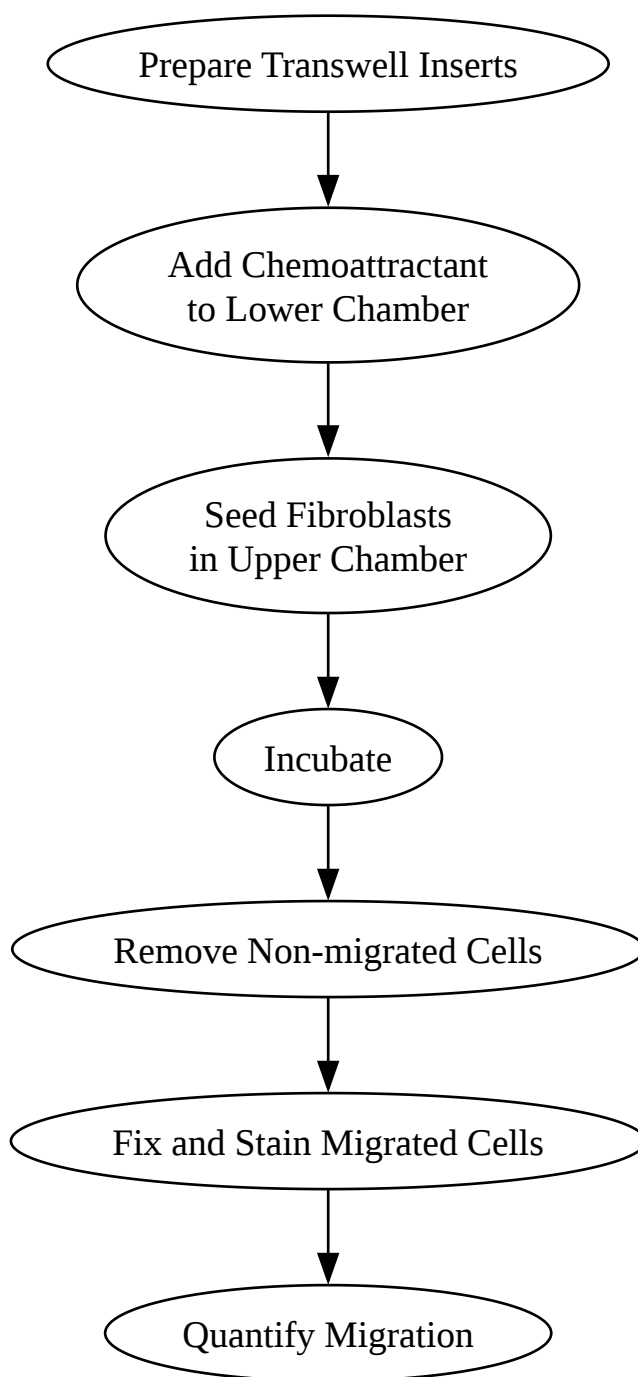 Prepare Transwell Inserts
Add Chemoattractant
to Lower Chamber
Seed Fibroblasts
in Upper Chamber
Incubate
Remove Non-migrated Cells
Fix and Stain Migrated Cells
Quantify Migration